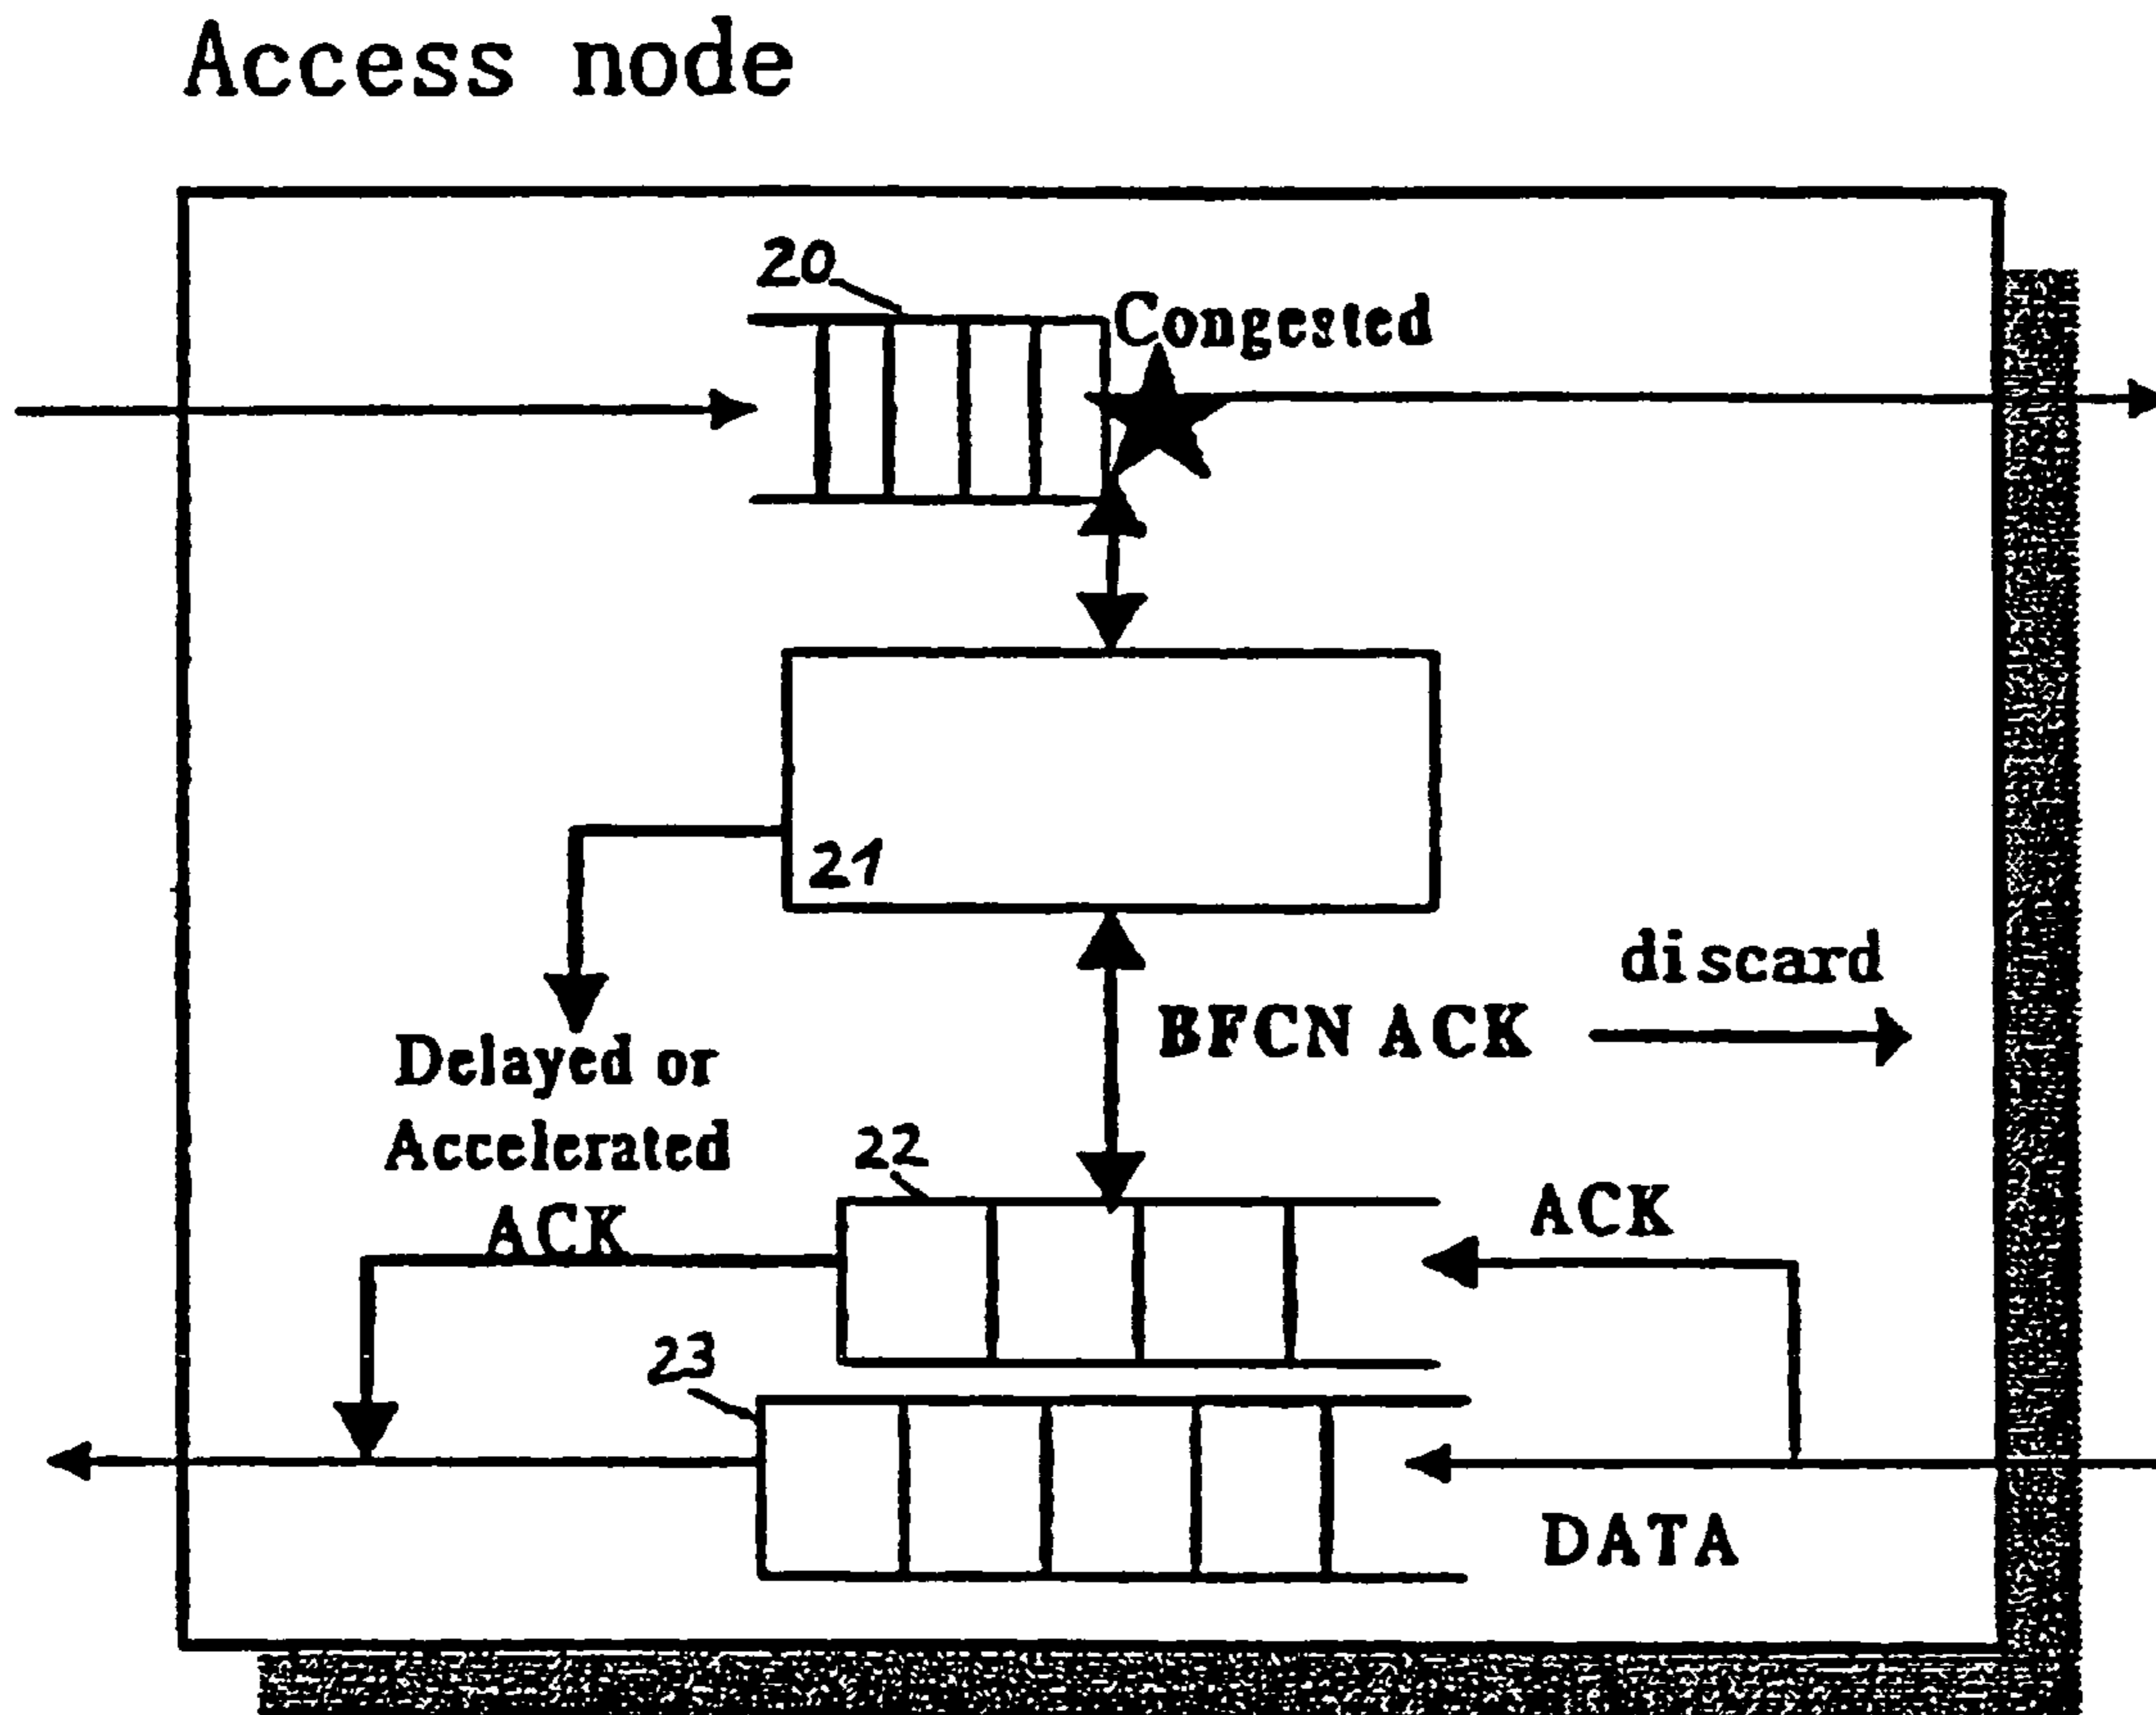 Access node
20
Congested
21
discard
BFCN ACK
Delayed or
Accelerated
ACK
22
ACK
23
DATA